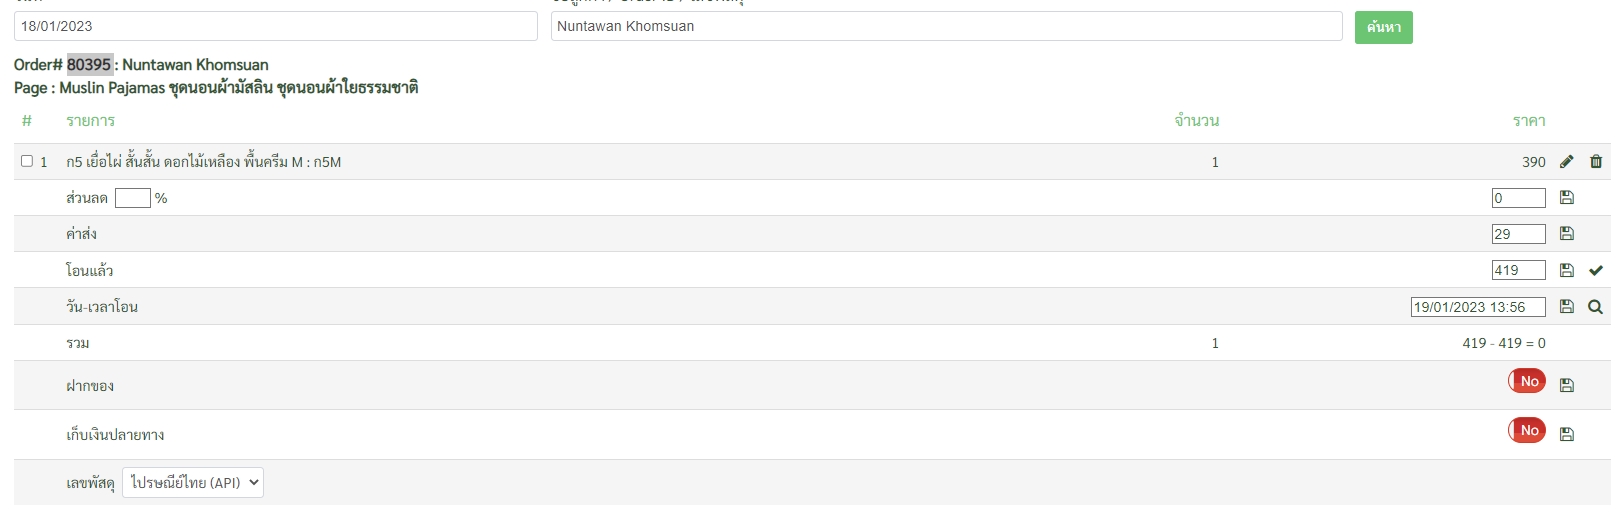 18/01/2023
Nuntawan Khomsuan
ค้นหา
Order# 80395 : Nuntawan Khomsuan
Page : Muslin Pajamas ชุดนอนผ้ามัสลิน ชุดนอนผ้าใยธรรมชาติ
# รายการ จำนวน ราคา
1 ก5 เยื่อไผ่ สั้นสั้น ดอกไม้เหลือง พื้นครีม M : ก5M 1 390
ส่วนลด % 0
ค่าส่ง 29
โอนแล้ว 419
วัน-เวลาโอน 19/01/2023 13:56
รวม 1 419 - 419 = 0
ฝากของ No
เก็บเงินปลายทาง No
เลขพัสดุ ไปรษณีย์ไทย (API)